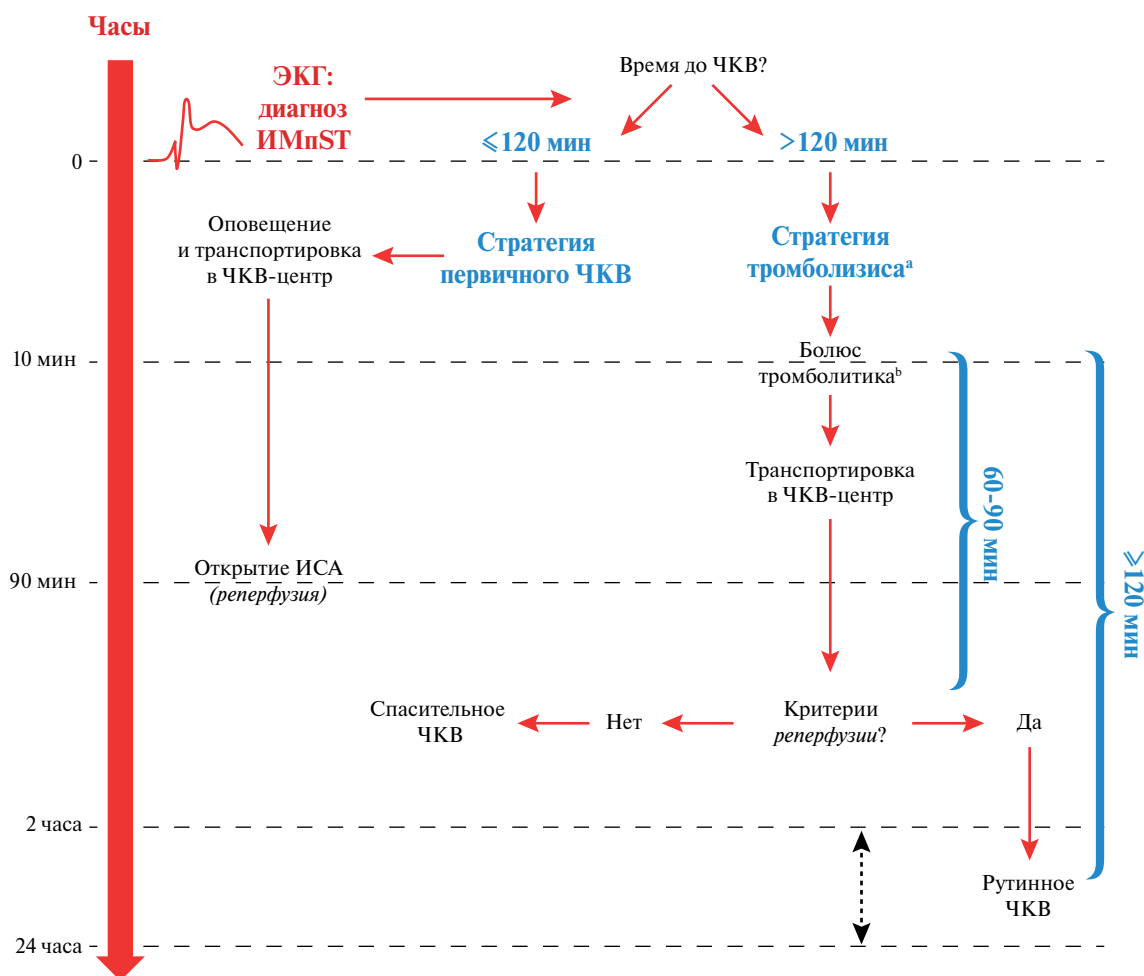 Часы
ЭКГ:
диагноз
ИМпST
Время до ЧКВ?
≤120 мин
>120 мин
0
Оповещение
и транспортировка
в ЧКВ-центр
Стратегия
первичного ЧКВ
Стратегия
тромболизисаᵃ
10 мин
Болюс
тромболитикаᵇ
Транспортировка
в ЧКВ-центр
60-90 мин
≥120 мин
90 мин
Открытие ИСА
(реперфузия)
Спасительное
ЧКВ
Нет
Критерии
реперфузии?
Да
2 часа
Рутинное
ЧКВ
24 часа